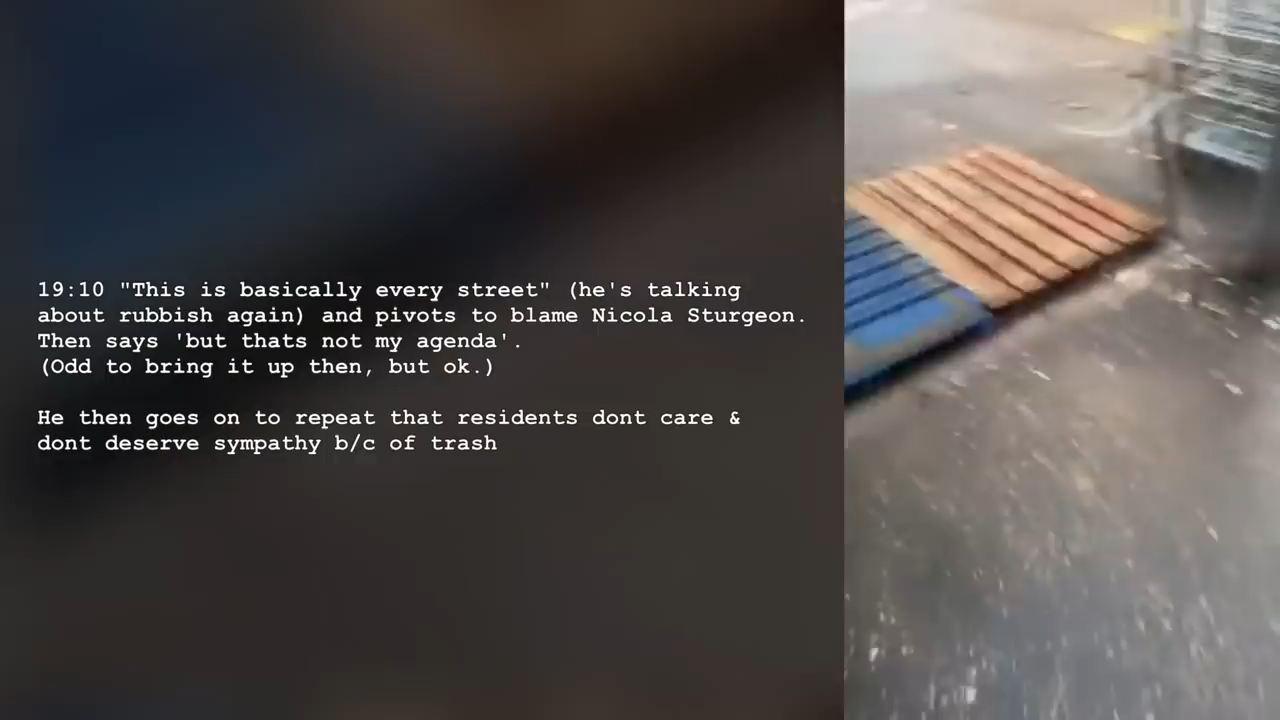 19:10 "This is basically every street" (he's talking
about rubbish again) and pivots to blame Nicola Sturgeon.
Then says 'but thats not my agenda'.
(Odd to bring it up then, but ok.)
He then goes on to repeat that residents dont care &
dont deserve sympathy b/c of trash